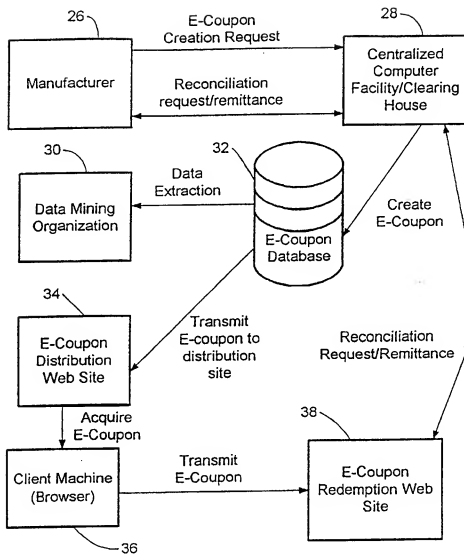 26
E-Coupon
Creation Request
28
Manufacturer
Centralized
Computer
Facility/Clearing
House
Reconciliation
request/remittance
30
Data
Extraction
32
Data Mining
Organization
E-Coupon
Database
Create
E-Coupon
34
E-Coupon
Distribution
Web Site
Transmit
E-coupon to
distribution
site
Reconciliation
Request/Remittance
Acquire
E-Coupon
38
Client Machine
(Browser)
Transmit
E-Coupon
E-Coupon
Redemption Web
Site
36